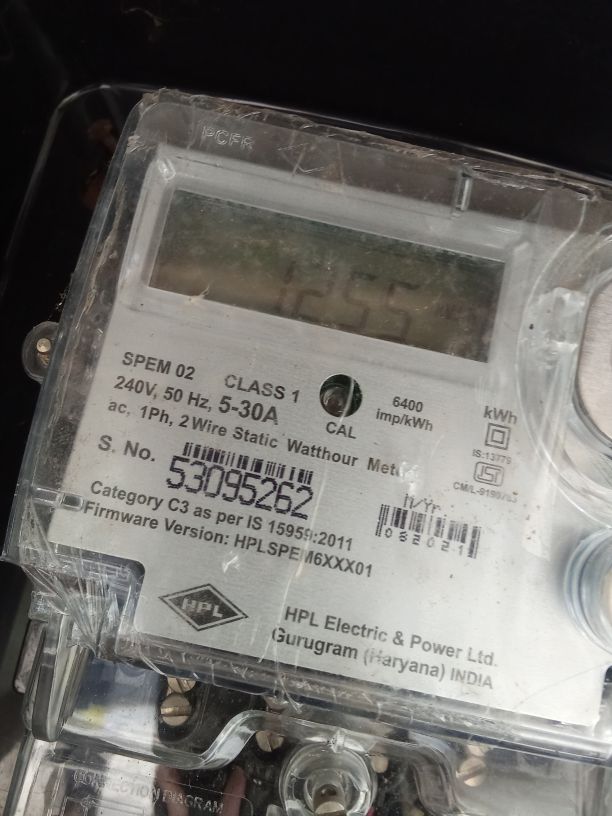 PCFR
1255
SPEM 02 CLASS 1
240V, 50 Hz, 5-30A
ac, 1Ph, 2 Wire Static Watthour
CAL
6400
imp/kWh
kWh
IS:13779
ISI
S. No. 53095262
M/Yr
082021
Category C3 as per IS 15959:2011
Firmware Version: HPLSPEM6XXX01
HPL
HPL Electric & Power Ltd.
Gurugram (Haryana) INDIA
CONNECTION DIAGRAM